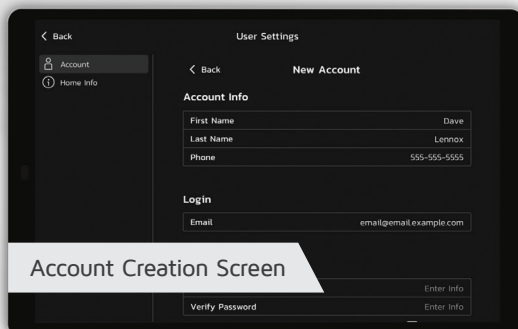 Back
User Settings
Account
Home Info
Back
New Account
Account Info
First Name Dave
Last Name Lennox
Phone 555-555-5555
Login
Email email@email.example.com
Enter Info
Verify Password Enter Info
Account Creation Screen